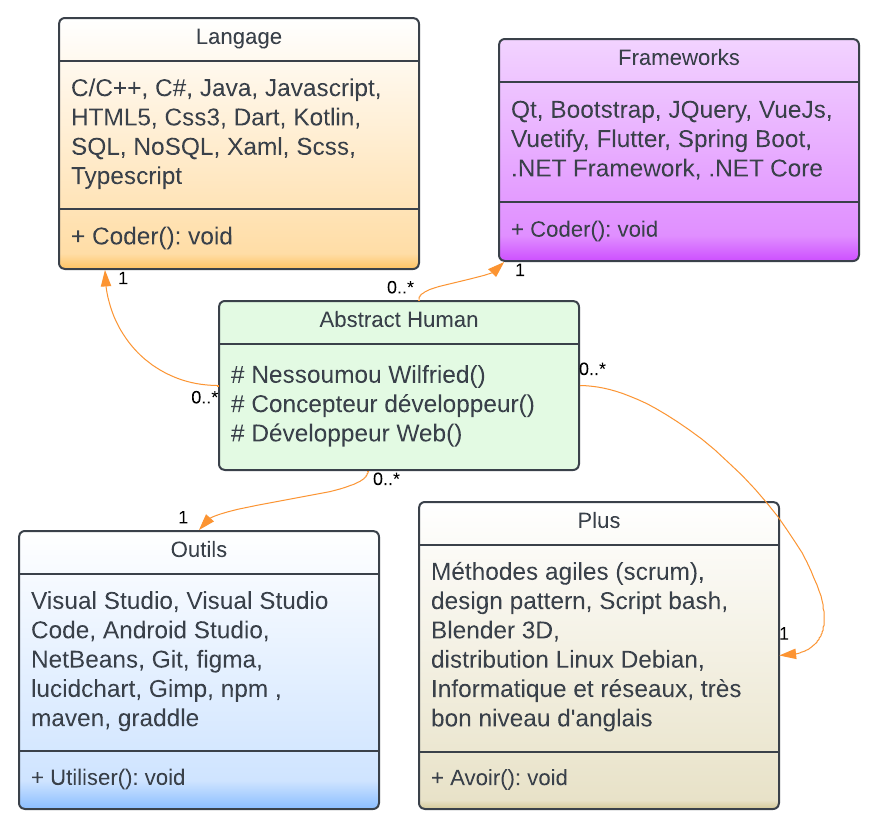 Langage
C/C++, C#, Java, Javascript,
HTML5, Css3, Dart, Kotlin,
SQL, NoSQL, Xaml, Scss,
Typescript
+ Coder(): void
Frameworks
Qt, Bootstrap, JQuery, VueJs,
Vuetify, Flutter, Spring Boot,
.NET Framework, .NET Core
+ Coder(): void
1
0..*
1
Abstract Human
# Nessoumou Wilfried()
# Concepteur développeur()
# Développeur Web()
0..*
0..*
0..*
1
Outils
Visual Studio, Visual Studio
Code, Android Studio,
NetBeans, Git, figma,
lucidchart, Gimp, npm ,
maven, graddle
+ Utiliser(): void
Plus
Méthodes agiles (scrum),
design pattern, Script bash,
Blender 3D,
distribution Linux Debian,
Informatique et réseaux, très
bon niveau d'anglais
+ Avoir(): void
1